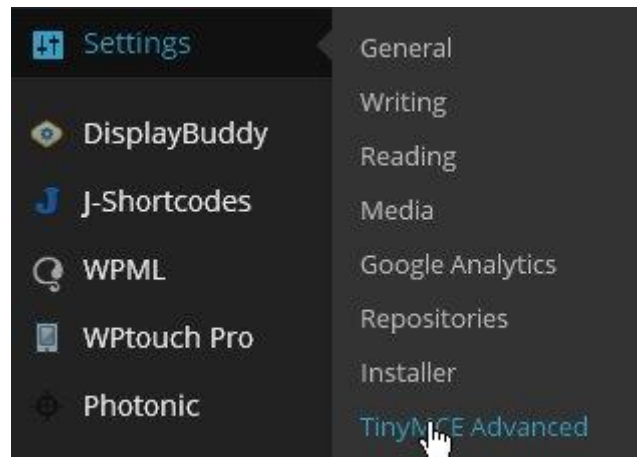 Settings
DisplayBuddy
J-Shortcodes
WPML
WPtouch Pro
Photonic
General
Writing
Reading
Media
Google Analytics
Repositories
Installer
TinyMCE Advanced